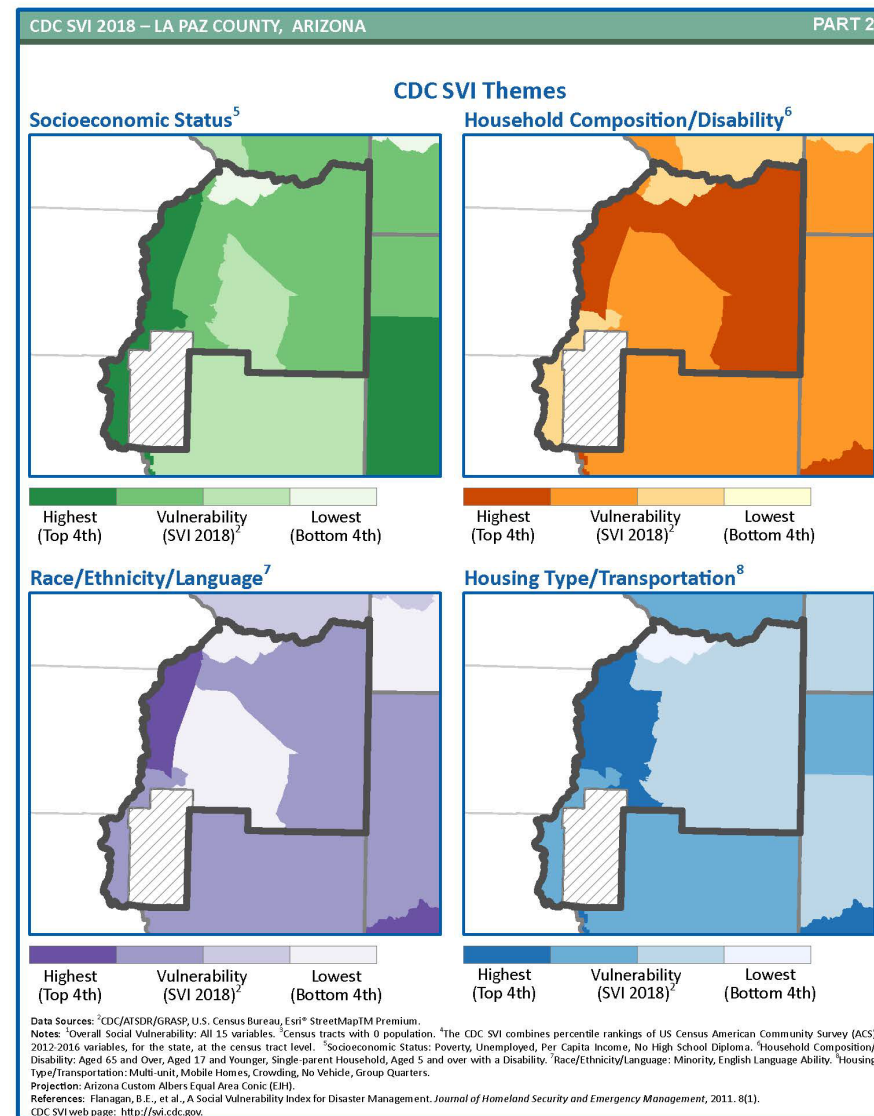 CDC SVI 2018 – LA PAZ COUNTY, ARIZONA PART 2
CDC SVI Themes
Socioeconomic Status⁵ Household Composition/Disability⁶
Highest (Top 4th) Vulnerability (SVI 2018)² Lowest (Bottom 4th) Highest (Top 4th) Vulnerability (SVI 2018)² Lowest (Bottom 4th)
Race/Ethnicity/Language⁷ Housing Type/Transportation⁸
Highest (Top 4th) Vulnerability (SVI 2018)² Lowest (Bottom 4th) Highest (Top 4th) Vulnerability (SVI 2018)² Lowest (Bottom 4th)
Data Sources: ²CDC/ATSDR/GRASP, U.S. Census Bureau, Esri® StreetMapTM Premium.
Notes: ¹Overall Social Vulnerability: All 15 variables. ³Census tracts with 0 population. ⁴The CDC SVI combines percentile rankings of US Census American Community Survey (ACS)
2012-2016 variables, for the state, at the census tract level. ⁵Socioeconomic Status: Poverty, Unemployed, Per Capita Income, No High School Diploma. ⁶Household Composition/
Disability: Aged 65 and Over, Aged 17 and Younger, Single-parent Household, Aged 5 and over with a Disability. ⁷Race/Ethnicity/Language: Minority, English Language Ability. ⁸Housing
Type/Transportation: Multi-unit, Mobile Homes, Crowding, No Vehicle, Group Quarters.
Projection: Arizona Custom Albers Equal Area Conic (EJH).
References: Flanagan, B.E., et al., A Social Vulnerability Index for Disaster Management. Journal of Homeland Security and Emergency Management, 2011. 8(1).
CDC SVI web page: http://svi.cdc.gov.